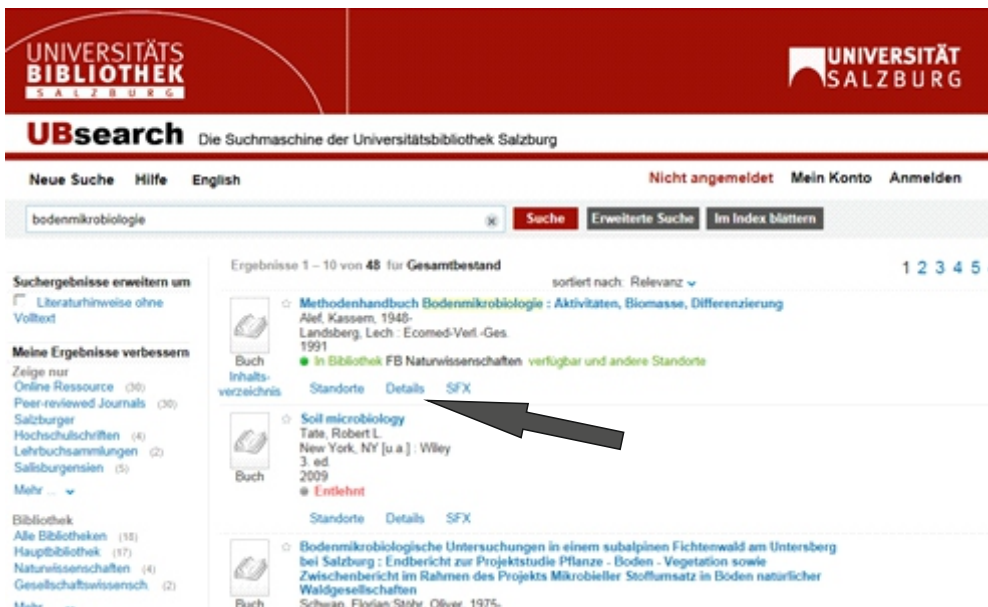 UNIVERSITÄTS
BIBLIOTHEK
SALZBURG
UNIVERSITÄT
SALZBURG
UBsearch Die Suchmaschine der Universitätsbibliothek Salzburg
Neue Suche Hilfe English Nicht angemeldet Mein Konto Anmelden
bodenmikrobiologie Suche Erweiterte Suche Im Index blättern
Suchergebnisse erweitern um
Literaturhinweise ohne
Volltext
Meine Ergebnisse verbessern
Zeige nur
Online Ressource (30)
Peer-reviewed Journals (30)
Salzburger
Hochschulschriften (4)
Lehrbuchsammlungen (2)
Salisburgensien (5)
Mehr ...
Bibliothek
Alle Bibliotheken (18)
Hauptbibliothek (17)
Naturwissenschaften (4)
Gesellschaftswissensch. (2)
Mehr
Ergebnisse 1 – 10 von 48 für Gesamtbestand
sortiert nach: Relevanz
1 2 3 4 5
Methodenhandbuch Bodenmikrobiologie : Aktivitäten, Biomasse, Differenzierung
Alef, Kassem, 1948-
Landsberg, Lech : Ecomed-Verl.-Ges.
1991
In Bibliothek FB Naturwissenschaften verfügbar und andere Standorte
Buch
Inhalts-
verzeichnis
Standorte Details SFX
Soil microbiology
Tate, Robert L.
New York, NY [u.a.] : Wiley
3. ed.
2009
Entlehnt
Buch
Standorte Details SFX
Bodenmikrobiologische Untersuchungen in einem subalpinen Fichtenwald am Untersberg
bei Salzburg : Endbericht zur Projektstudie Pflanze - Boden - Vegetation sowie
Zwischenbericht im Rahmen des Projekts Mikrobieller Stoffumsatz in Böden natürlicher
Waldgesellschaften
Schwap, Florian Stöhr, Oliver, 1975-
Buch